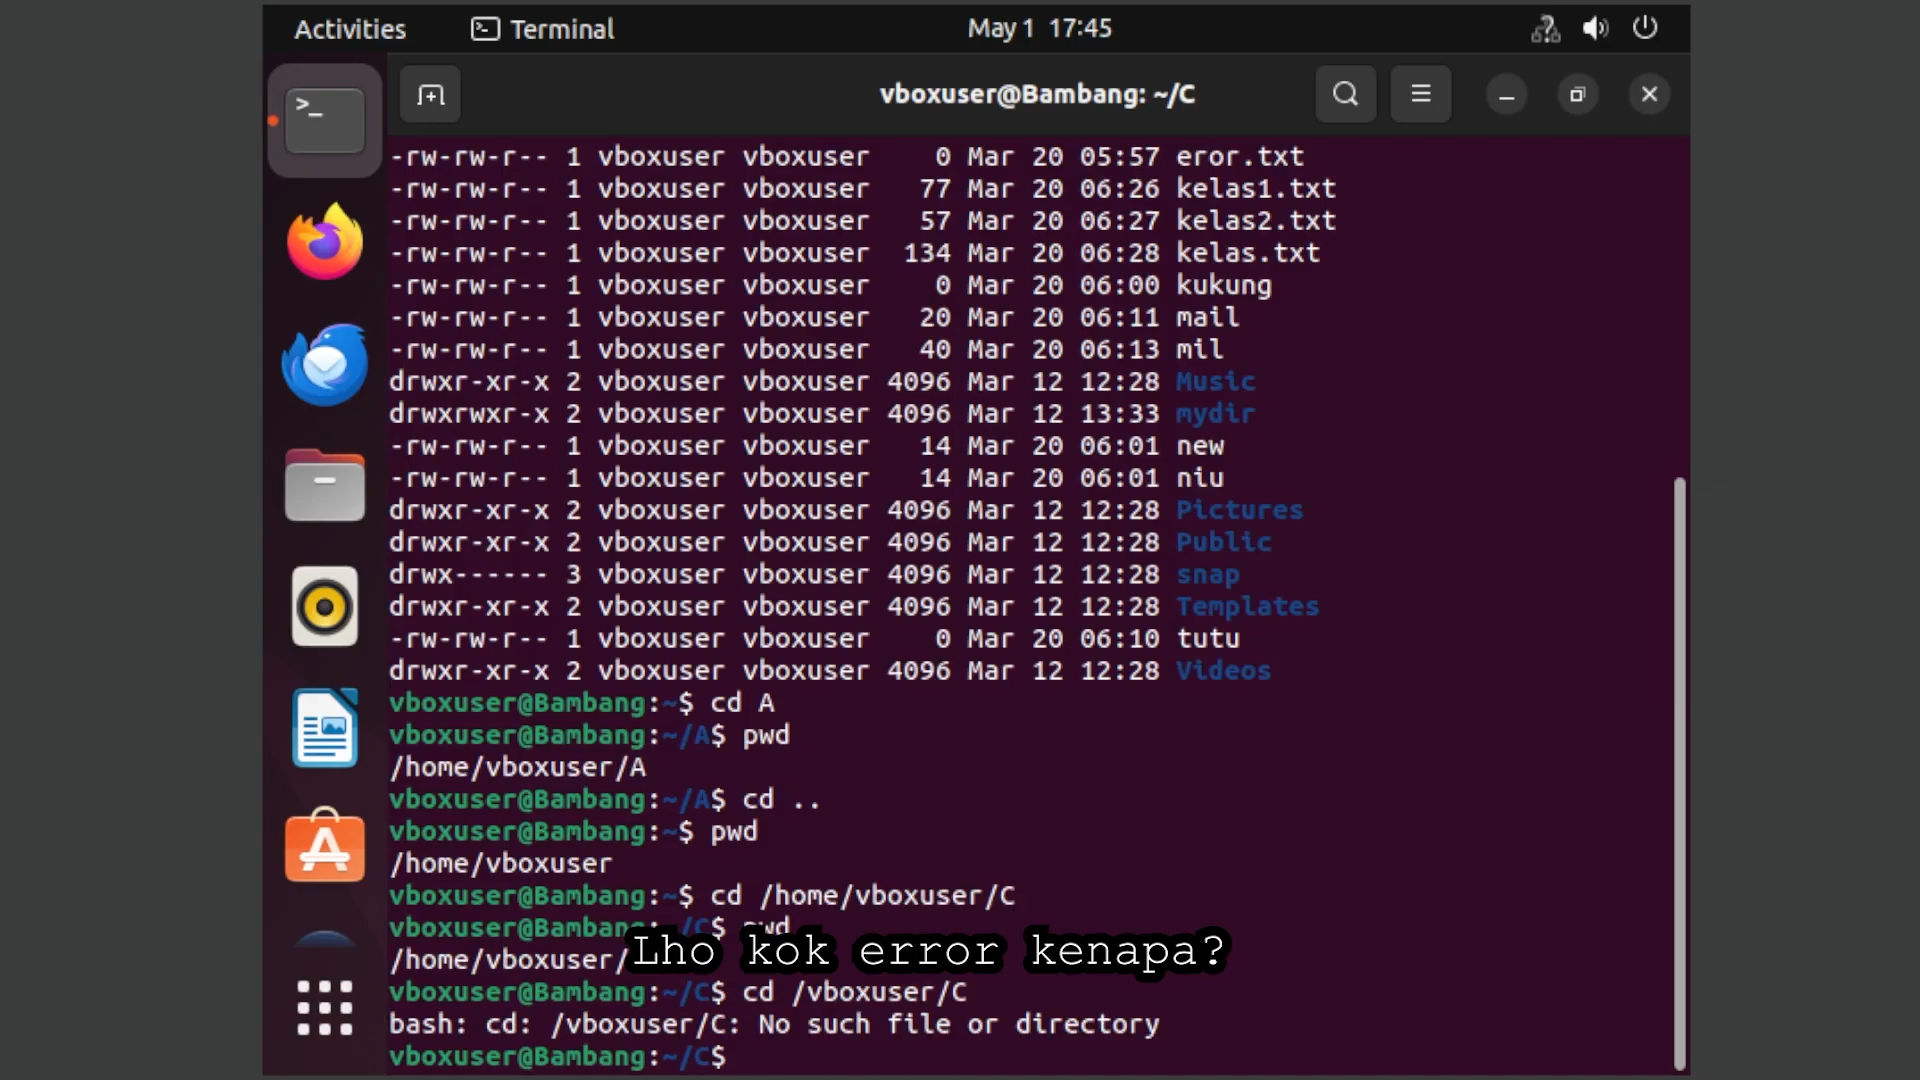 Activities Terminal May 1 17:45
vboxuser@Bambang: ~/C
-rw-rw-r-- 1 vboxuser vboxuser 0 Mar 20 05:57 eror.txt
-rw-rw-r-- 1 vboxuser vboxuser 77 Mar 20 06:26 kelas1.txt
-rw-rw-r-- 1 vboxuser vboxuser 57 Mar 20 06:27 kelas2.txt
-rw-rw-r-- 1 vboxuser vboxuser 134 Mar 20 06:28 kelas.txt
-rw-rw-r-- 1 vboxuser vboxuser 0 Mar 20 06:00 kukung
-rw-rw-r-- 1 vboxuser vboxuser 20 Mar 20 06:11 mail
-rw-rw-r-- 1 vboxuser vboxuser 40 Mar 20 06:13 mil
drwxr-xr-x 2 vboxuser vboxuser 4096 Mar 12 12:28 Music
drwxrwxr-x 2 vboxuser vboxuser 4096 Mar 12 13:33 mydir
-rw-rw-r-- 1 vboxuser vboxuser 14 Mar 20 06:01 new
-rw-rw-r-- 1 vboxuser vboxuser 14 Mar 20 06:01 niu
drwxr-xr-x 2 vboxuser vboxuser 4096 Mar 12 12:28 Pictures
drwxr-xr-x 2 vboxuser vboxuser 4096 Mar 12 12:28 Public
drwx------ 3 vboxuser vboxuser 4096 Mar 12 12:28 snap
drwxr-xr-x 2 vboxuser vboxuser 4096 Mar 12 12:28 Templates
-rw-rw-r-- 1 vboxuser vboxuser 0 Mar 20 06:10 tutu
drwxr-xr-x 2 vboxuser vboxuser 4096 Mar 12 12:28 Videos
vboxuser@Bambang:~$ cd A
vboxuser@Bambang:~/A$ pwd
/home/vboxuser/A
vboxuser@Bambang:~/A$ cd ..
vboxuser@Bambang:~$ pwd
/home/vboxuser
vboxuser@Bambang:~$ cd /home/vboxuser/C
vboxuser@Bambang:~/C$ pwd
/home/vboxuser/
Lho kok error kenapa?
vboxuser@Bambang:~/C$ cd /vboxuser/C
bash: cd: /vboxuser/C: No such file or directory
vboxuser@Bambang:~/C$